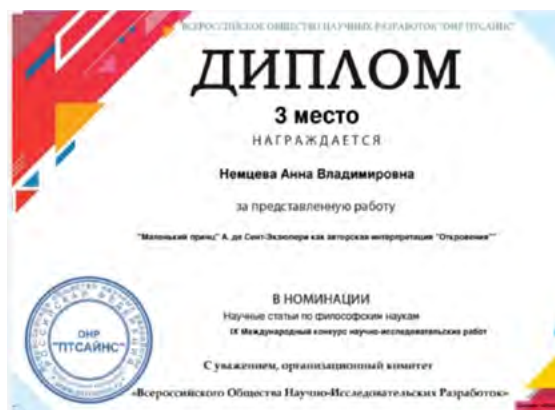 ВСЕРОССИЙСКОЕ ОБЩЕСТВО НАУЧНЫХ РАЗРАБОТОК "ОНР ПТСАЙНС"
ДИПЛОМ
3 место
НАГРАЖДАЕТСЯ
Немцева Анна Владимировна
за представленную работу
"Маленький принц" А. де Сент-Экзюпери как авторская интерпретация "Откровения""
В НОМИНАЦИИ
Научные статьи по философским наукам
IX Международный конкурс научно-исследовательских работ
РОССИЙСКАЯ ФЕДЕРАЦИЯ
ОНР
"ПТСАЙНС"
С уважением, организационный комитет
«Всероссийского Общества Научно-Исследовательских Разработок»